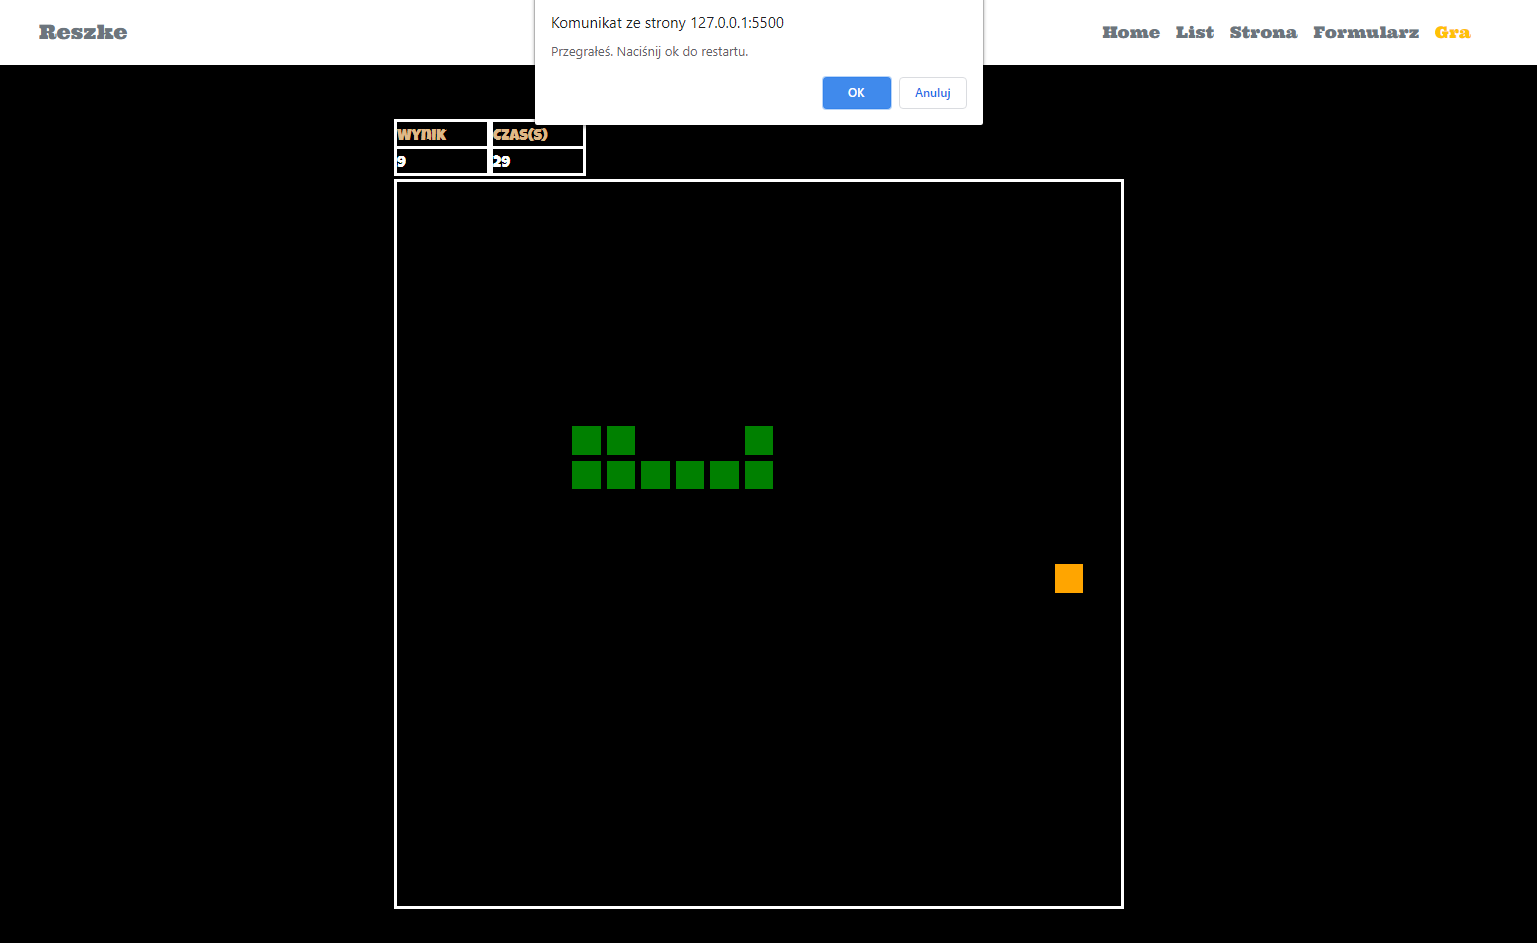 Reszke
Home List Strona Formularz Gra
Komunikat ze strony 127.0.0.1:5500
Przegrałeś. Naciśnij ok do restartu.
OK Anuluj
WYNIK CZAS(S)
9 29